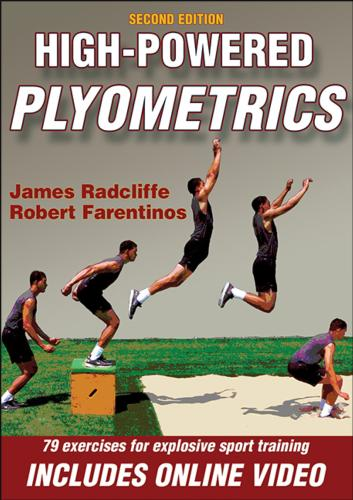 SECOND EDITION
HIGH-POWERED
PLYOMETRICS
James Radcliffe
Robert Farentinos
79 exercises for explosive sport training
INCLUDES ONLINE VIDEO